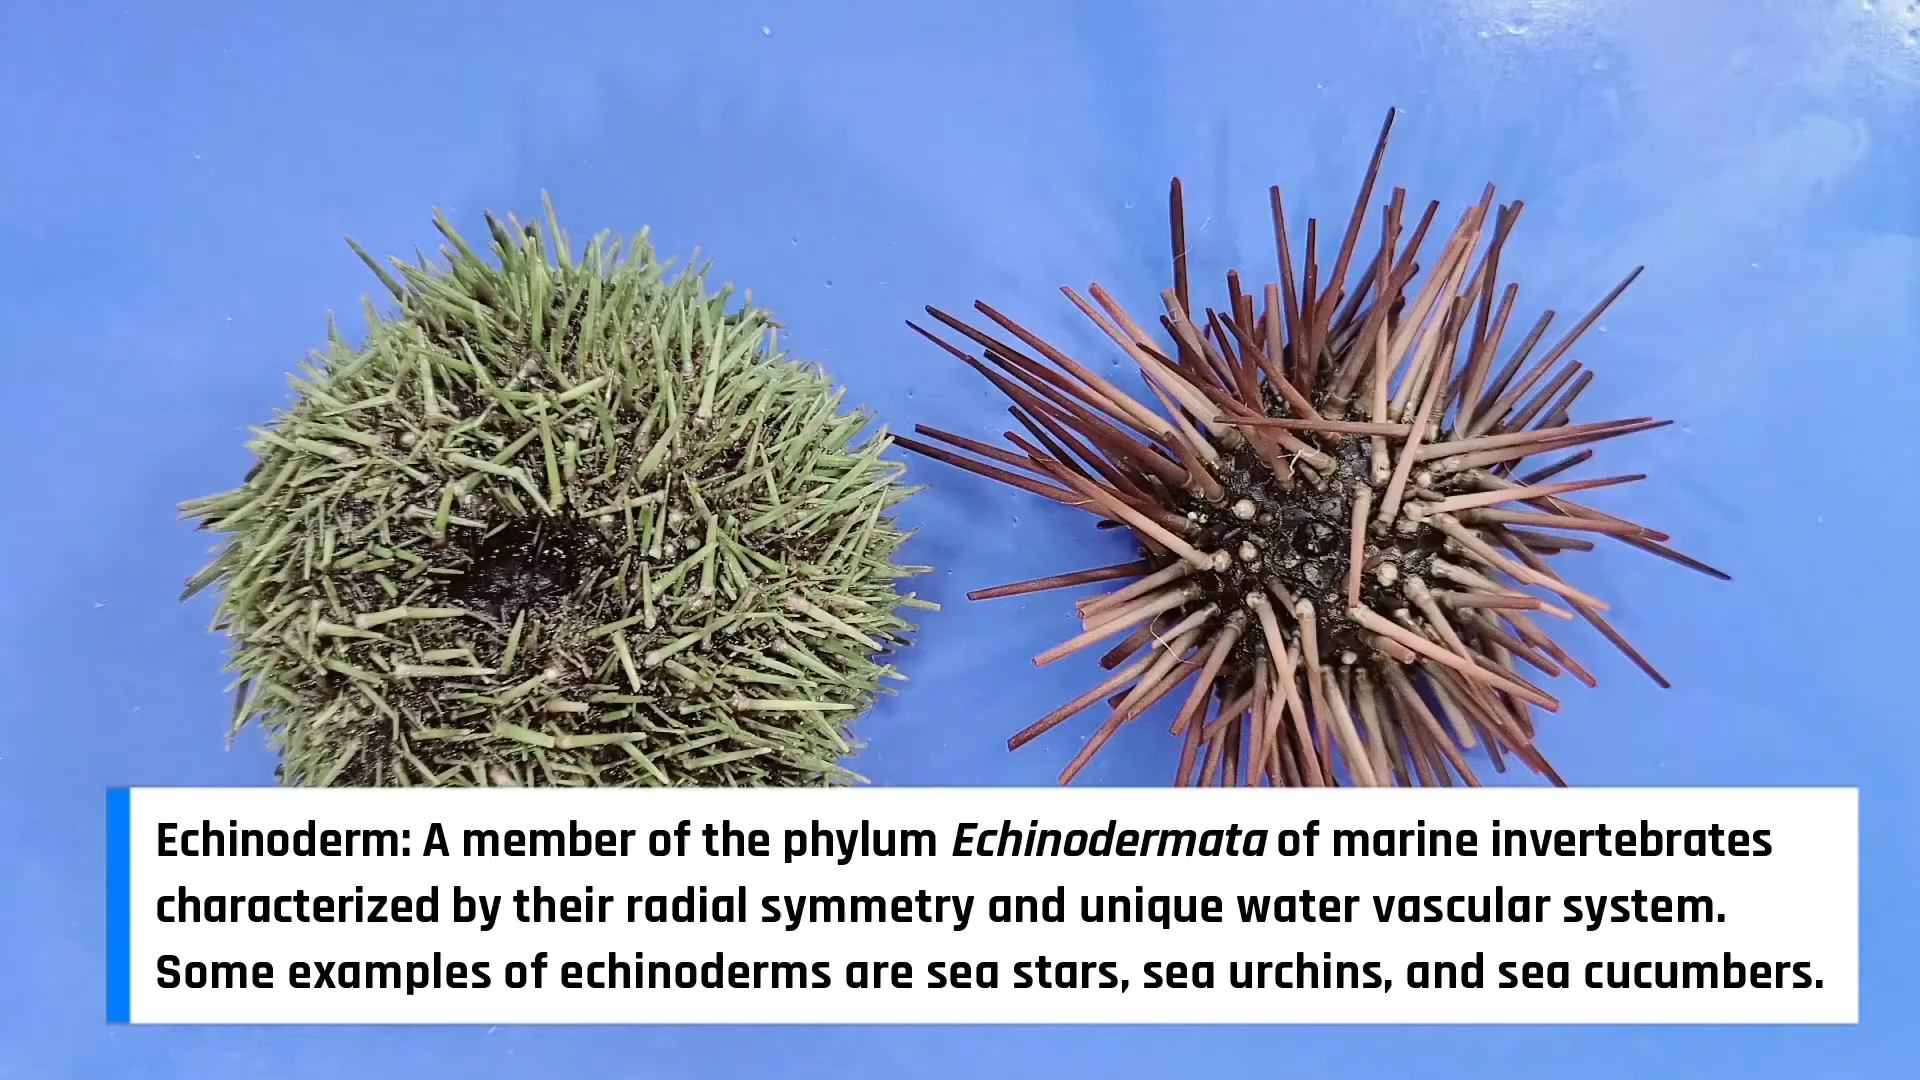 Echinoderm: A member of the phylum Echinodermata of marine invertebrates
characterized by their radial symmetry and unique water vascular system.
Some examples of echinoderms are sea stars, sea urchins, and sea cucumbers.